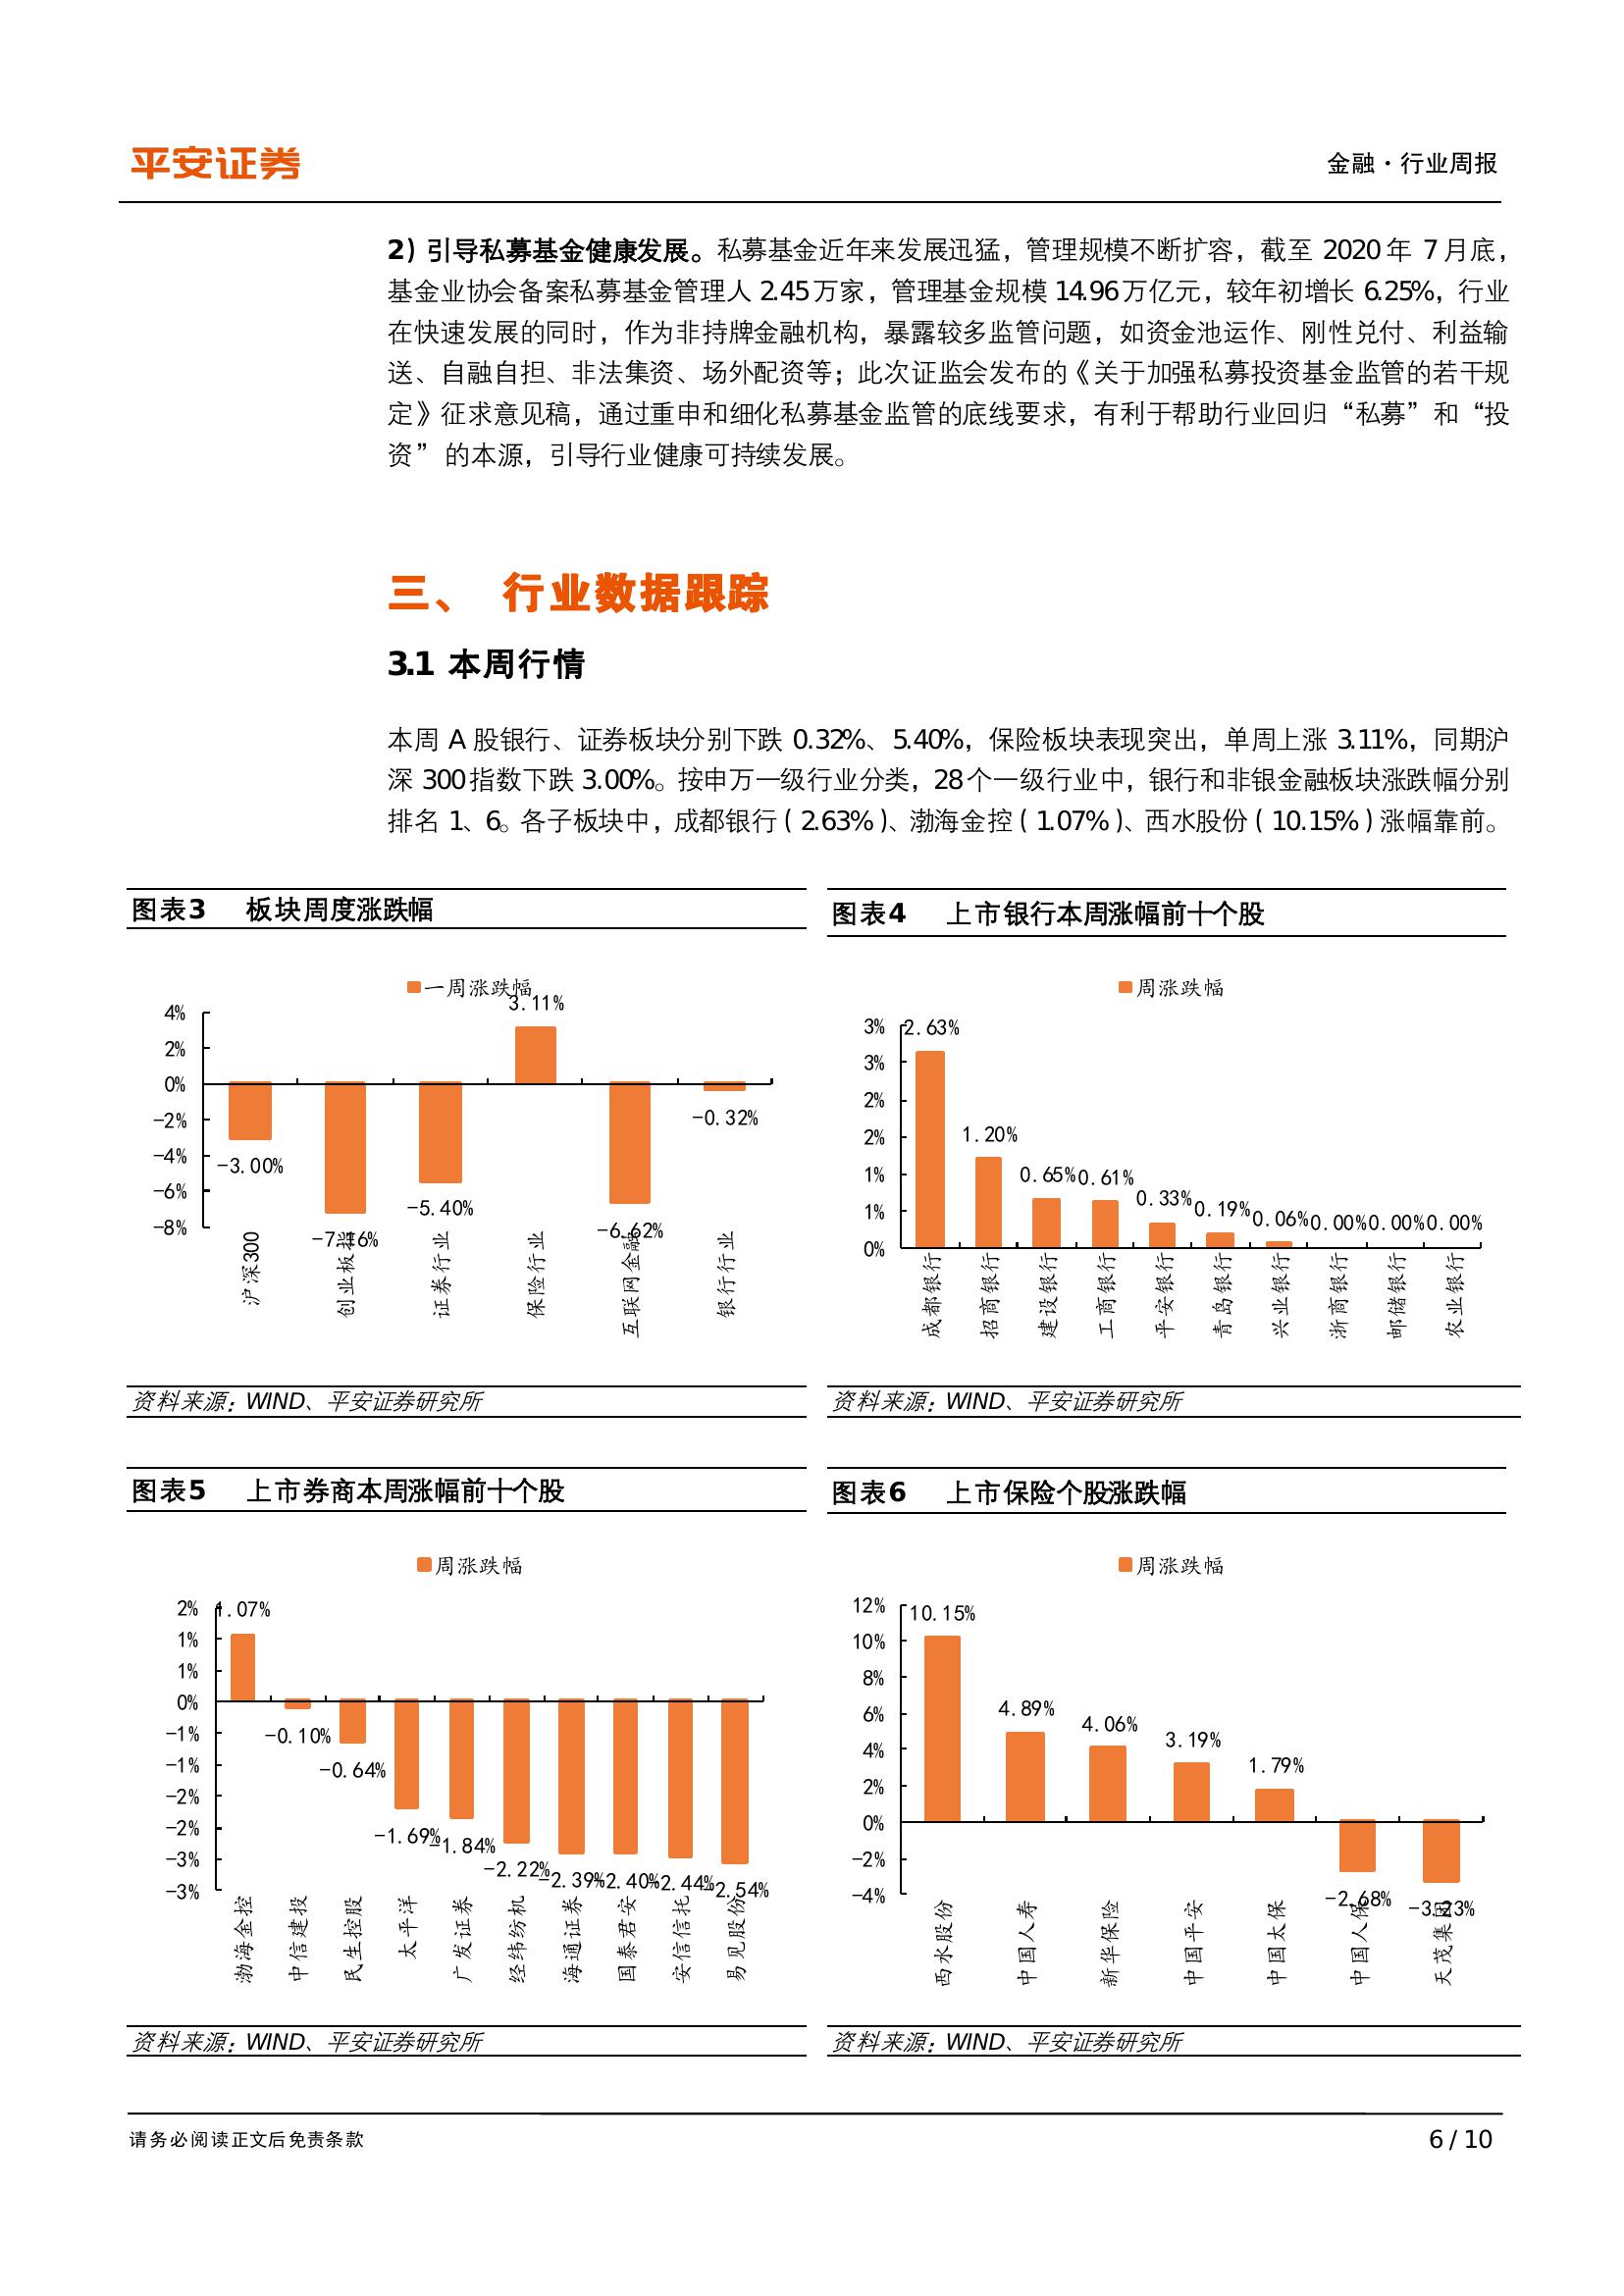 平安证券
金融·行业周报
2) 引导私募基金健康发展。私募基金近年来发展迅猛，管理规模不断扩容，截至 2020 年 7 月底，
基金业协会备案私募基金管理人 2.45 万家，管理基金规模 14.96 万亿元，较年初增长 6.25%，行业
在快速发展的同时，作为非持牌金融机构，暴露较多监管问题，如资金池运作、刚性兑付、利益输
送、自融自担、非法集资、场外配资等；此次证监会发布的《关于加强私募投资基金监管的若干规
定》征求意见稿，通过重申和细化私募基金监管的底线要求，有利于帮助行业回归“私募”和“投
资”的本源，引导行业健康可持续发展。
三、 行业数据跟踪
3.1 本周行情
本周 A 股银行、证券板块分别下跌 0.32%、5.40%，保险板块表现突出，单周上涨 3.11%，同期沪
深 300 指数下跌 3.00%。按申万一级行业分类，28 个一级行业中，银行和非银金融板块涨跌幅分别
排名 1、6。各子板块中，成都银行（2.63%）、渤海金控（1.07%）、西水股份（10.15%）涨幅靠前。
图表3 板块周度涨跌幅
一周涨跌幅
4%
2%
0%
-2%
-4%
-6%
-8%
-3.00%
-5.40%
3.11%
-6.62%
-0.32%
沪深300
证券行业
保险行业
互联网金融
银行行业
资料来源：WIND、平安证券研究所
图表4 上市银行本周涨幅前十个股
周涨跌幅
3%
3%
2%
2%
1%
1%
0%
2.63%
1.20%
0.65%
0.61%
0.33%
0.19%
0.06%
0.00%
0.00%
0.00%
成都银行
招商银行
建设银行
工商银行
平安银行
青岛银行
兴业银行
浙商银行
邮储银行
农业银行
资料来源：WIND、平安证券研究所
图表5 上市券商本周涨幅前十个股
周涨跌幅
2%
1%
1%
0%
-1%
-1%
-2%
-2%
-3%
-3%
1.07%
-0.10%
-0.64%
-1.69%
-1.84%
-2.22%
-2.39%
-2.40%
-2.44%
-2.54%
渤海金控
中信建投
民生控股
太平洋
广发证券
经纬纺机
海通证券
国泰君安
安信信托
易见股份
资料来源：WIND、平安证券研究所
图表6 上市保险个股涨跌幅
周涨跌幅
12%
10%
8%
6%
4%
2%
0%
-2%
-4%
10.15%
4.89%
4.06%
3.19%
1.79%
-2.68%
-3.23%
西水股份
中国人寿
新华保险
中国平安
中国太保
中国人保
天茂集团
资料来源：WIND、平安证券研究所
请务必阅读正文后免责条款
6 / 10